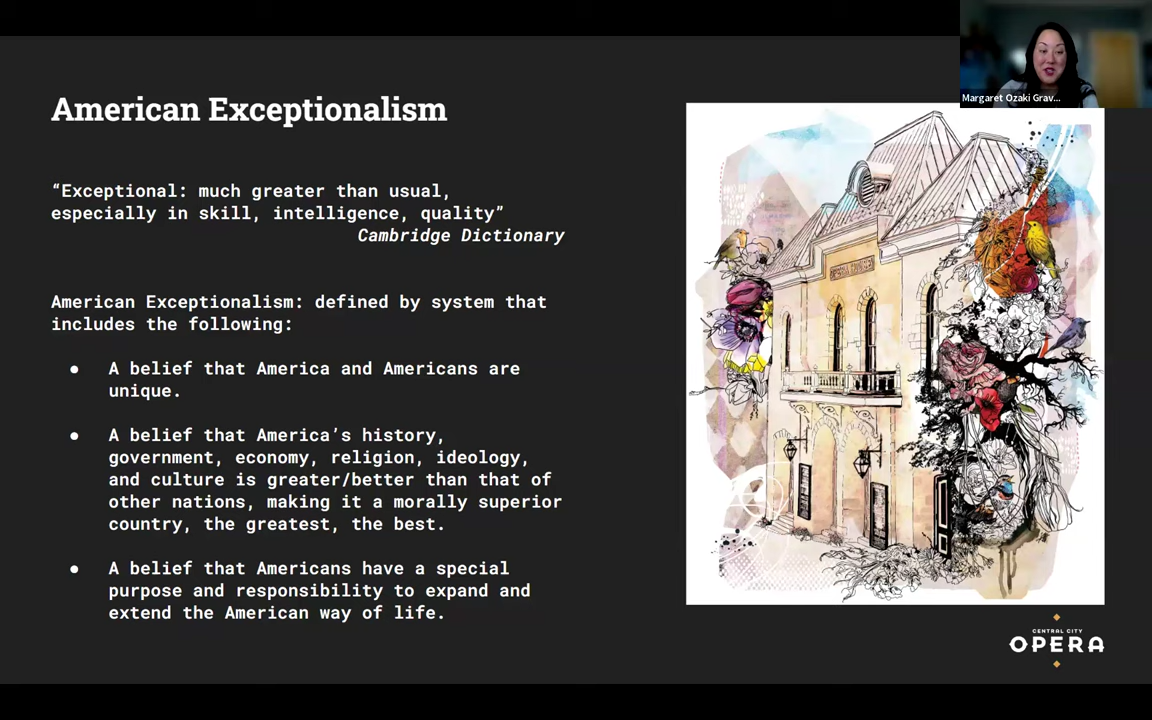 American Exceptionalism
“Exceptional: much greater than usual,
especially in skill, intelligence, quality”
Cambridge Dictionary
American Exceptionalism: defined by system that
includes the following:
● A belief that America and Americans are
unique.
● A belief that America’s history,
government, economy, religion, ideology,
and culture is greater/better than that of
other nations, making it a morally superior
country, the greatest, the best.
● A belief that Americans have a special
purpose and responsibility to expand and
extend the American way of life.
Margaret Ozaki Grav...
CENTRAL CITY
OPERA